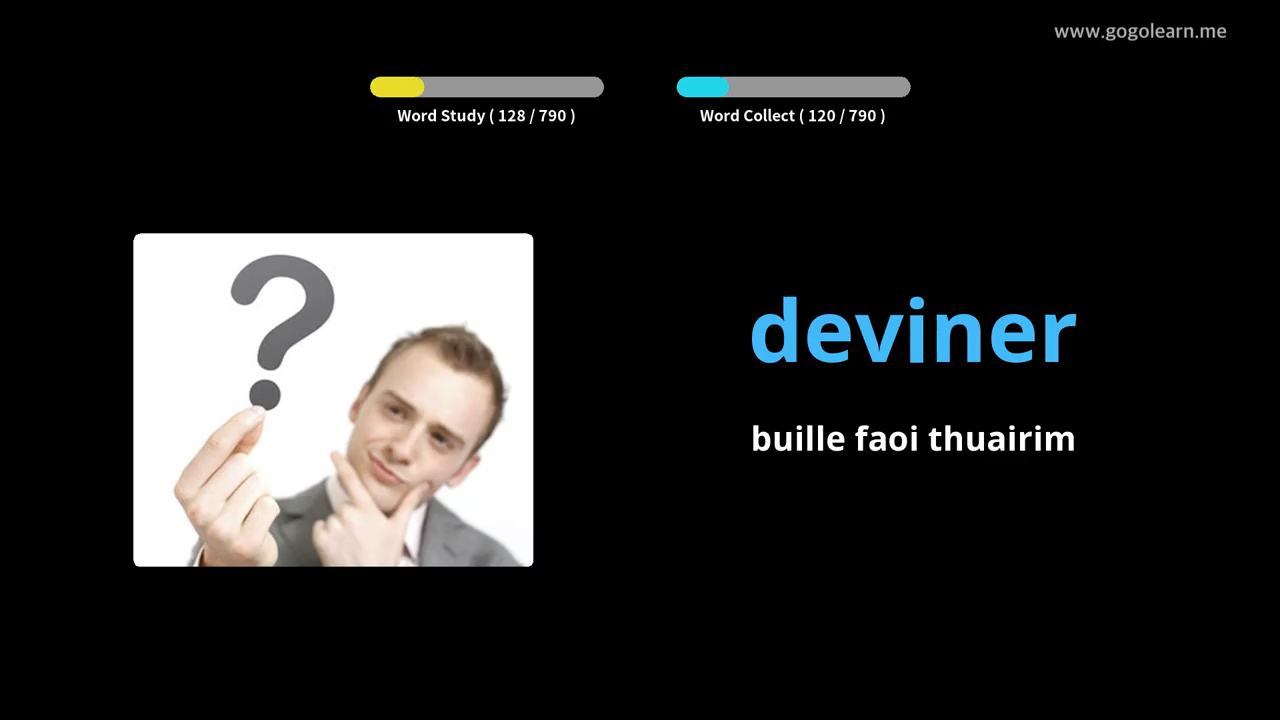 www.gogolearn.me
Word Study ( 128 / 790 )
Word Collect ( 120 / 790 )
deviner
buille faoi thuairim